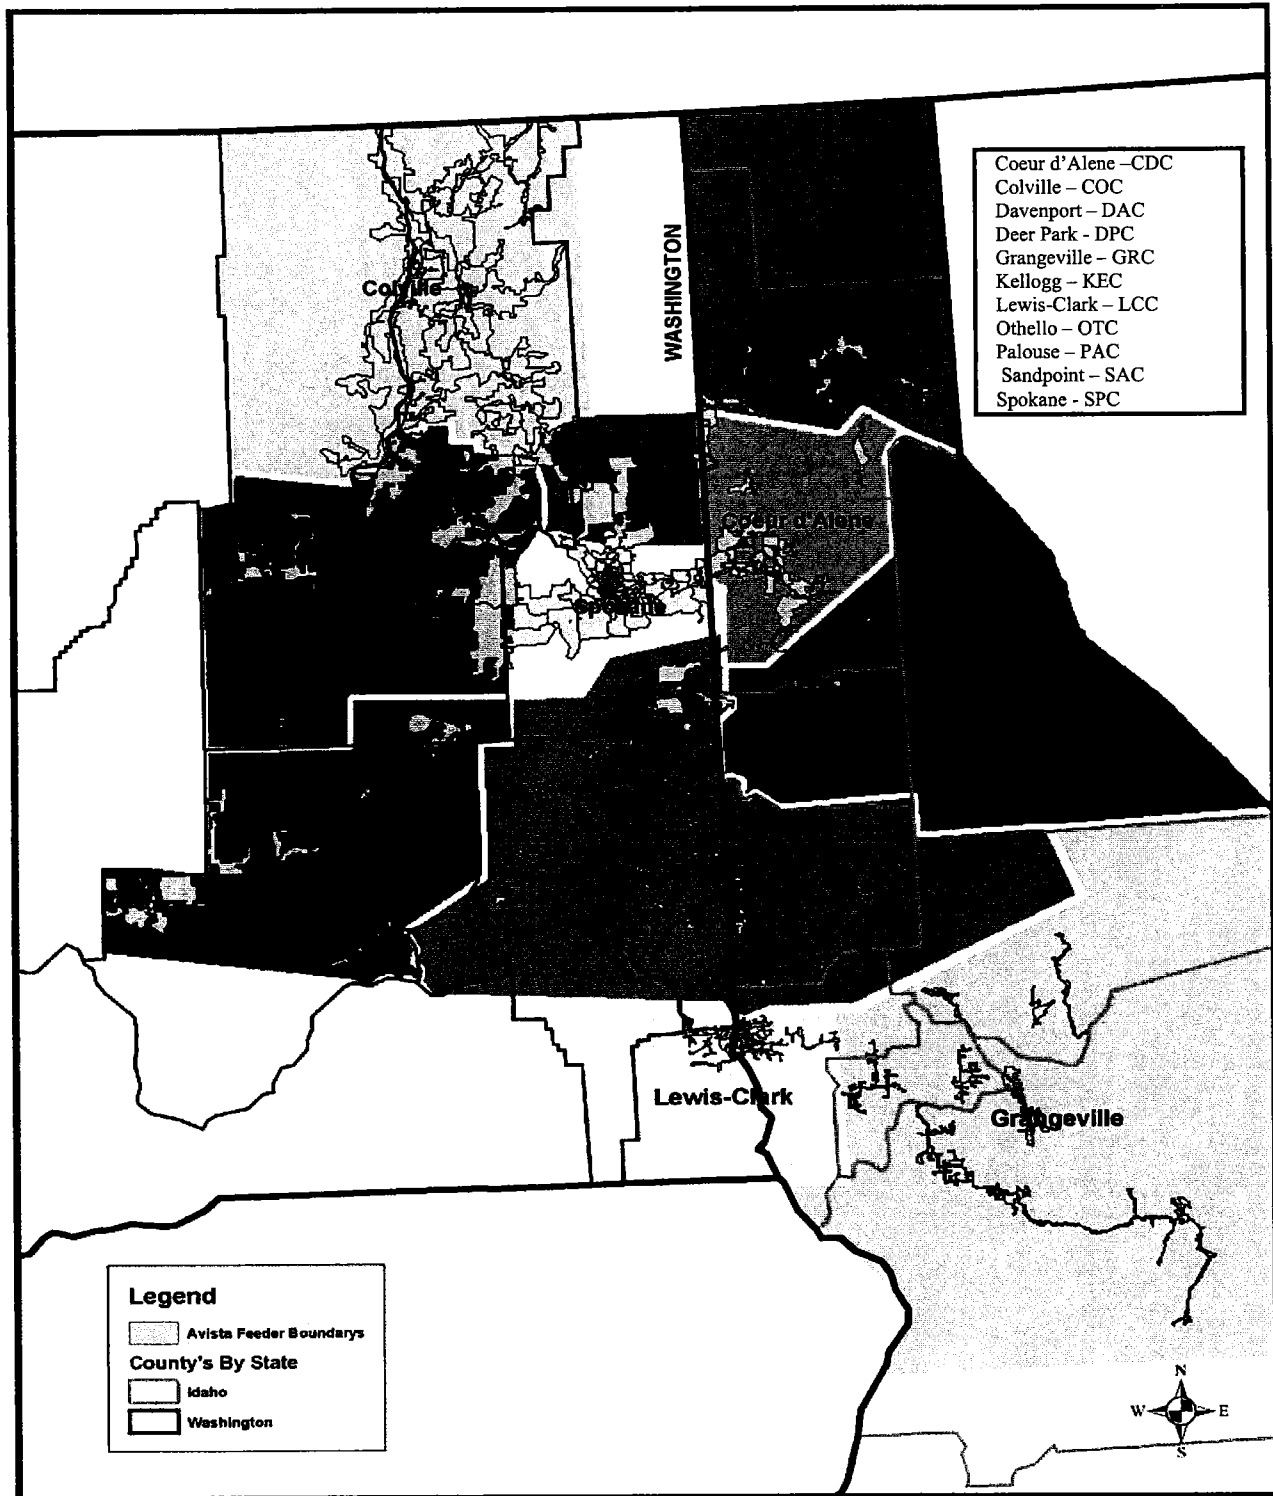 Coeur d'Alene –CDC
Colville – COC
Davenport – DAC
Deer Park - DPC
Grangeville – GRC
Kellogg – KEC
Lewis-Clark – LCC
Othello – OTC
Palouse – PAC
Sandpoint – SAC
Spokane - SPC
WASHINGTON
Colville
Coeur d'Alene
Spokane
Lewis-Clark
Grangeville
Legend
Avista Feeder Boundarys
County's By State
Idaho
Washington
N
W
E
S